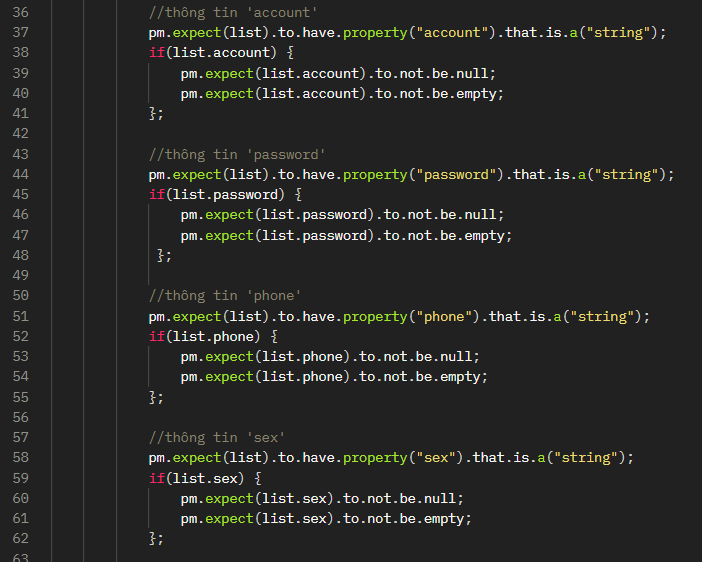 36 //thông tin 'account'
37 pm.expect(list).to.have.property("account").that.is.a("string");
38 if(list.account) {
39 pm.expect(list.account).to.not.be.null;
40 pm.expect(list.account).to.not.be.empty;
41 };
42
43 //thông tin 'password'
44 pm.expect(list).to.have.property("password").that.is.a("string");
45 if(list.password) {
46 pm.expect(list.password).to.not.be.null;
47 pm.expect(list.password).to.not.be.empty;
48 };
49
50 //thông tin 'phone'
51 pm.expect(list).to.have.property("phone").that.is.a("string");
52 if(list.phone) {
53 pm.expect(list.phone).to.not.be.null;
54 pm.expect(list.phone).to.not.be.empty;
55 };
56
57 //thông tin 'sex'
58 pm.expect(list).to.have.property("sex").that.is.a("string");
59 if(list.sex) {
60 pm.expect(list.sex).to.not.be.null;
61 pm.expect(list.sex).to.not.be.empty;
62 };
63